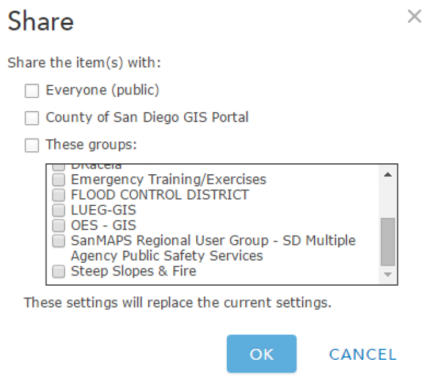 Share
Share the item(s) with:
Everyone (public)
County of San Diego GIS Portal
These groups:
Emergency Training/Exercises
FLOOD CONTROL DISTRICT
LUEG-GIS
OES - GIS
SanMAPS Regional User Group - SD Multiple
Agency Public Safety Services
Steep Slopes & Fire
These settings will replace the current settings.
OK CANCEL